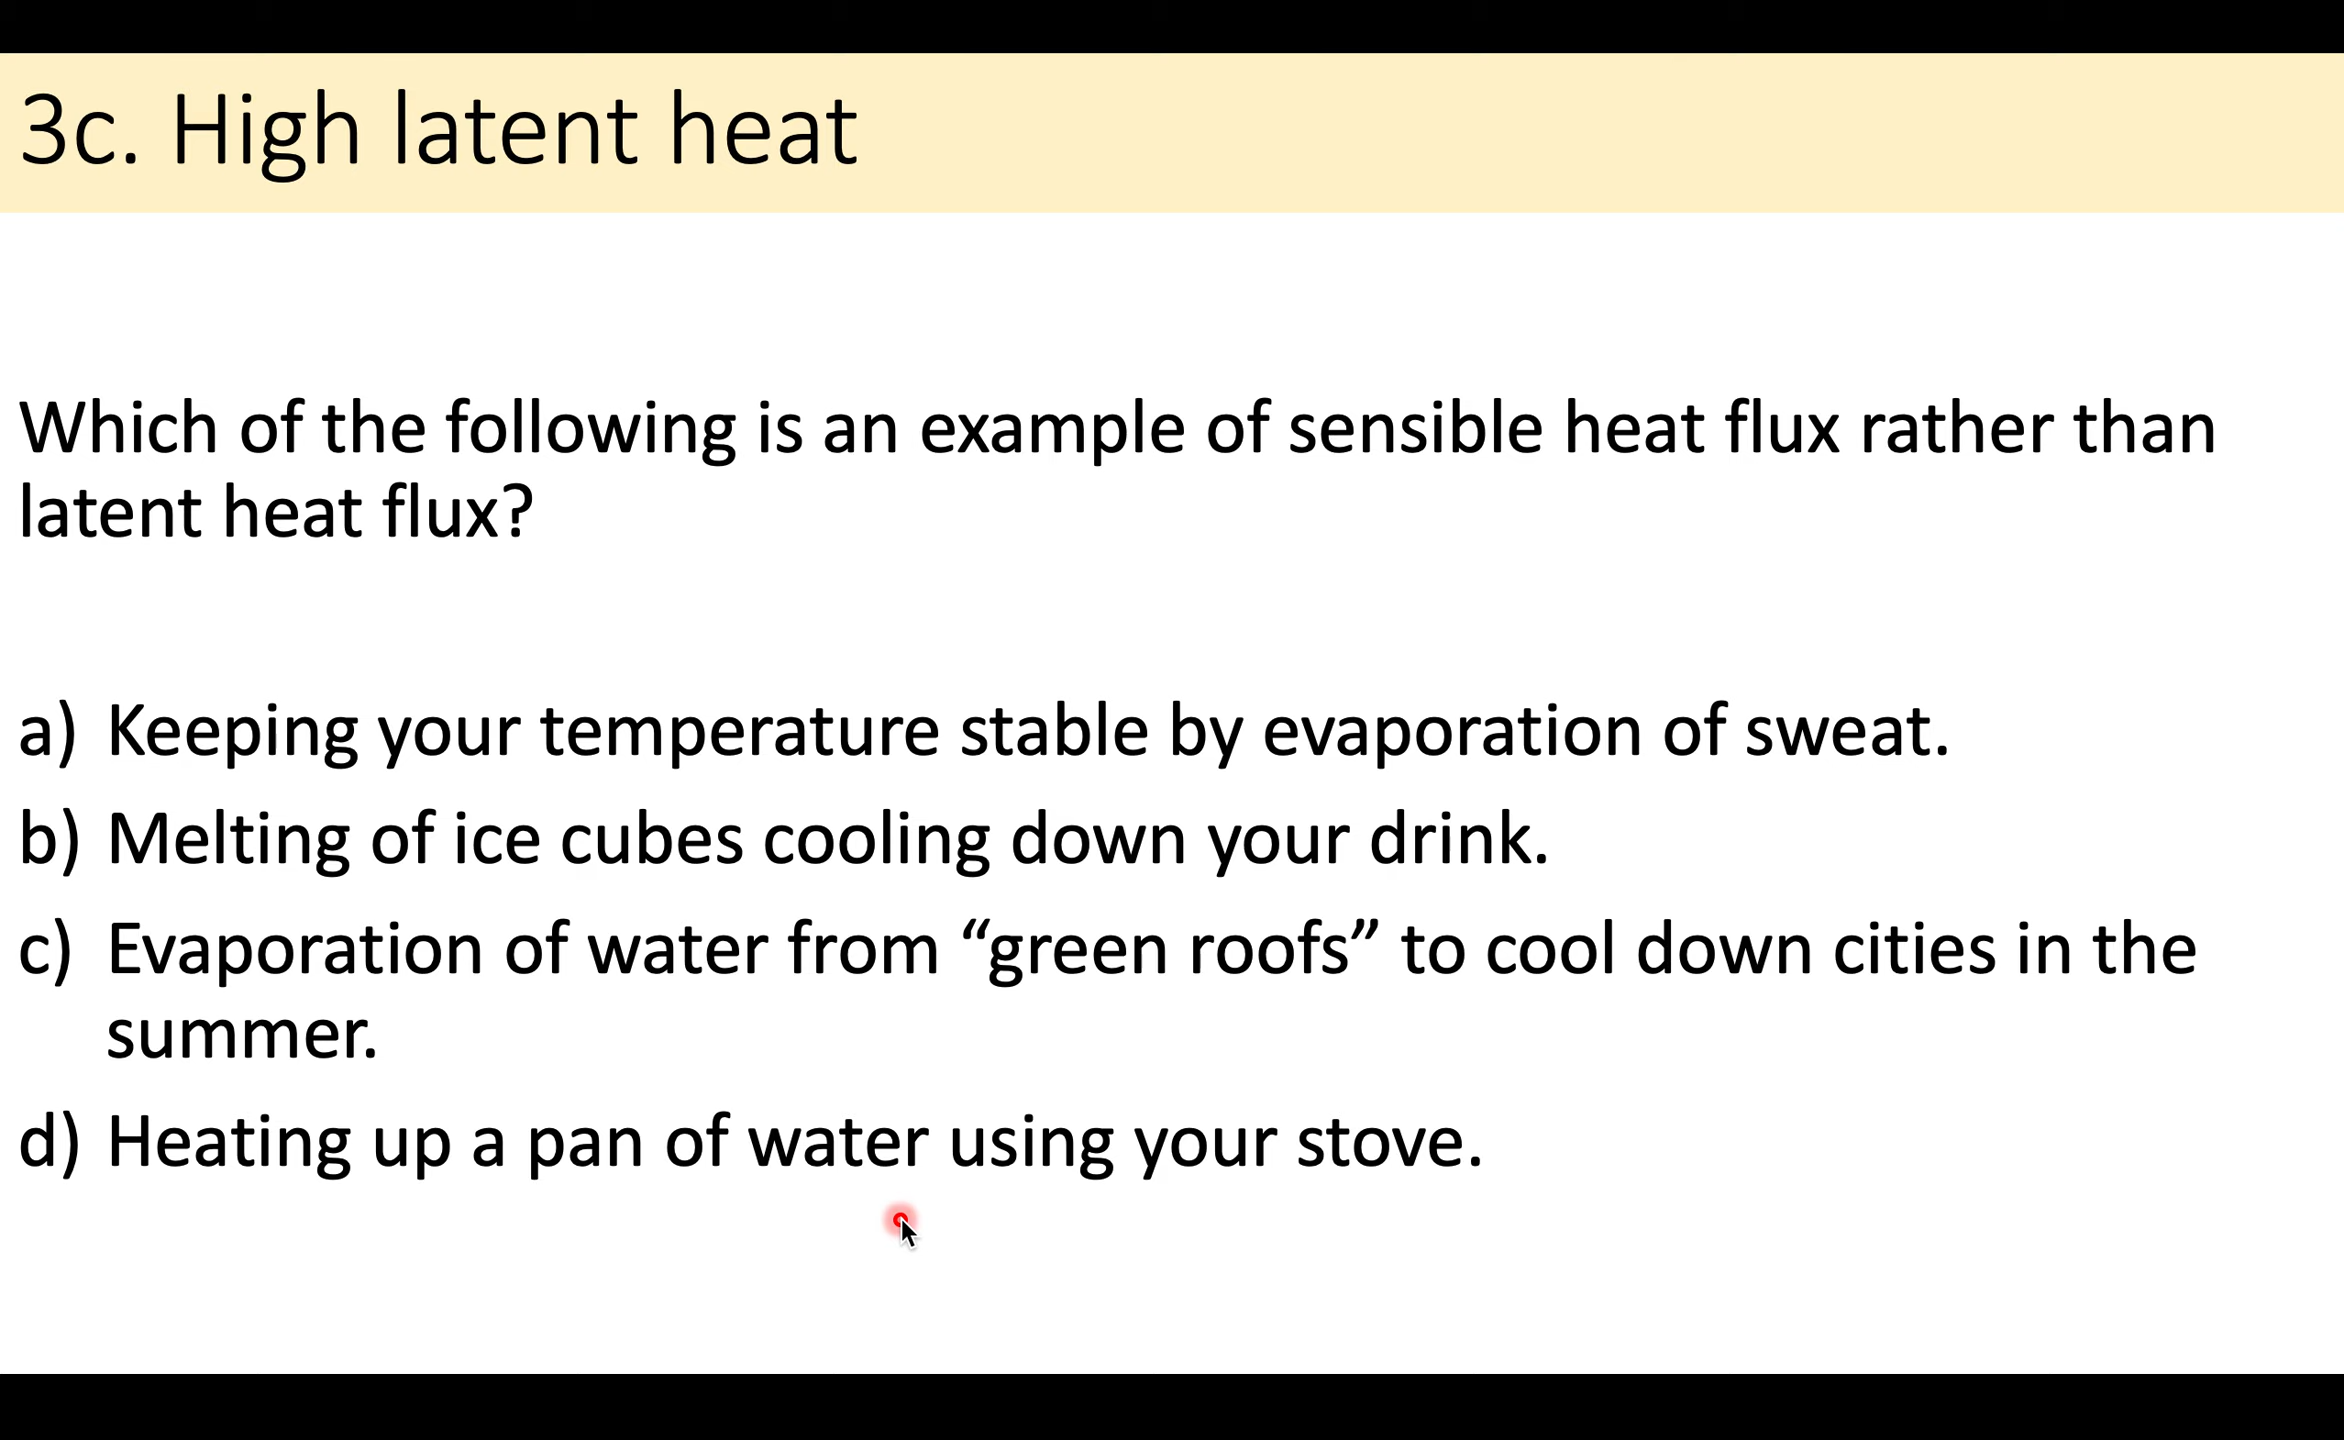 3c. High latent heat
Which of the following is an example of sensible heat flux rather than
latent heat flux?
a) Keeping your temperature stable by evaporation of sweat.
b) Melting of ice cubes cooling down your drink.
c) Evaporation of water from “green roofs” to cool down cities in the
summer.
d) Heating up a pan of water using your stove.